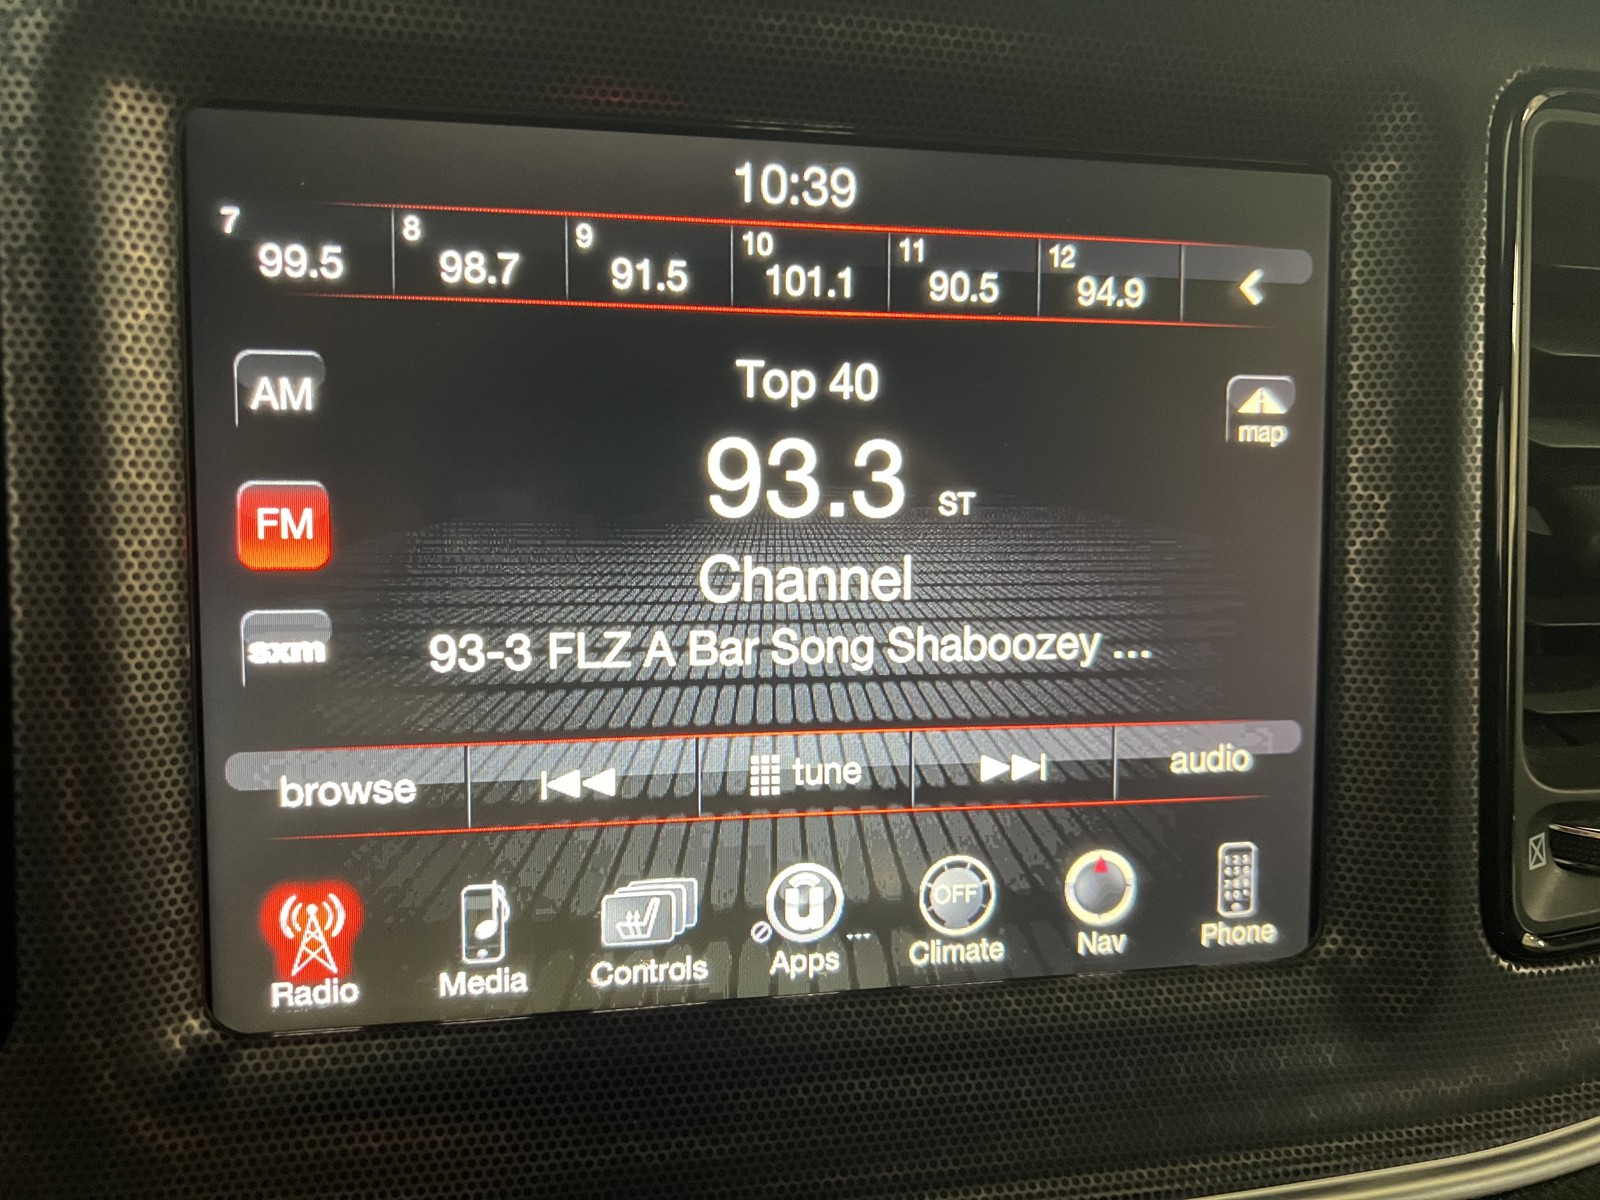 10:39
7 99.5 8 98.7 9 91.5 10 101.1 11 90.5 12 94.9
AM
Top 40
map
93.3 ST
FM
Channel
sxm
93-3 FLZ A Bar Song Shaboozey ...
browse tune audio
OFF
Radio Media Controls Apps ... Climate Nav Phone